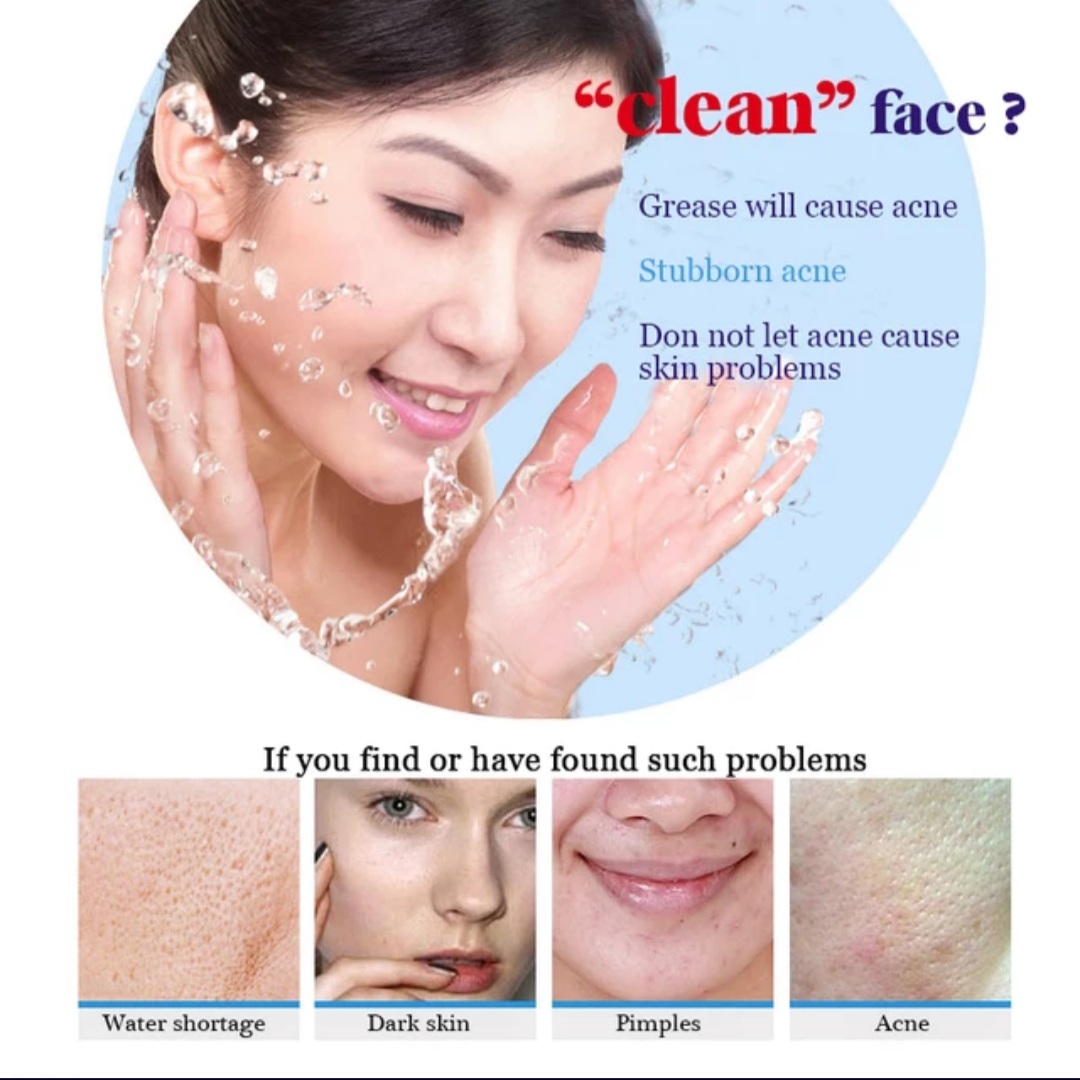 “clean” face ?
Grease will cause acne
Stubborn acne
Don not let acne cause
skin problems
If you find or have found such problems
Water shortage
Dark skin
Pimples
Acne